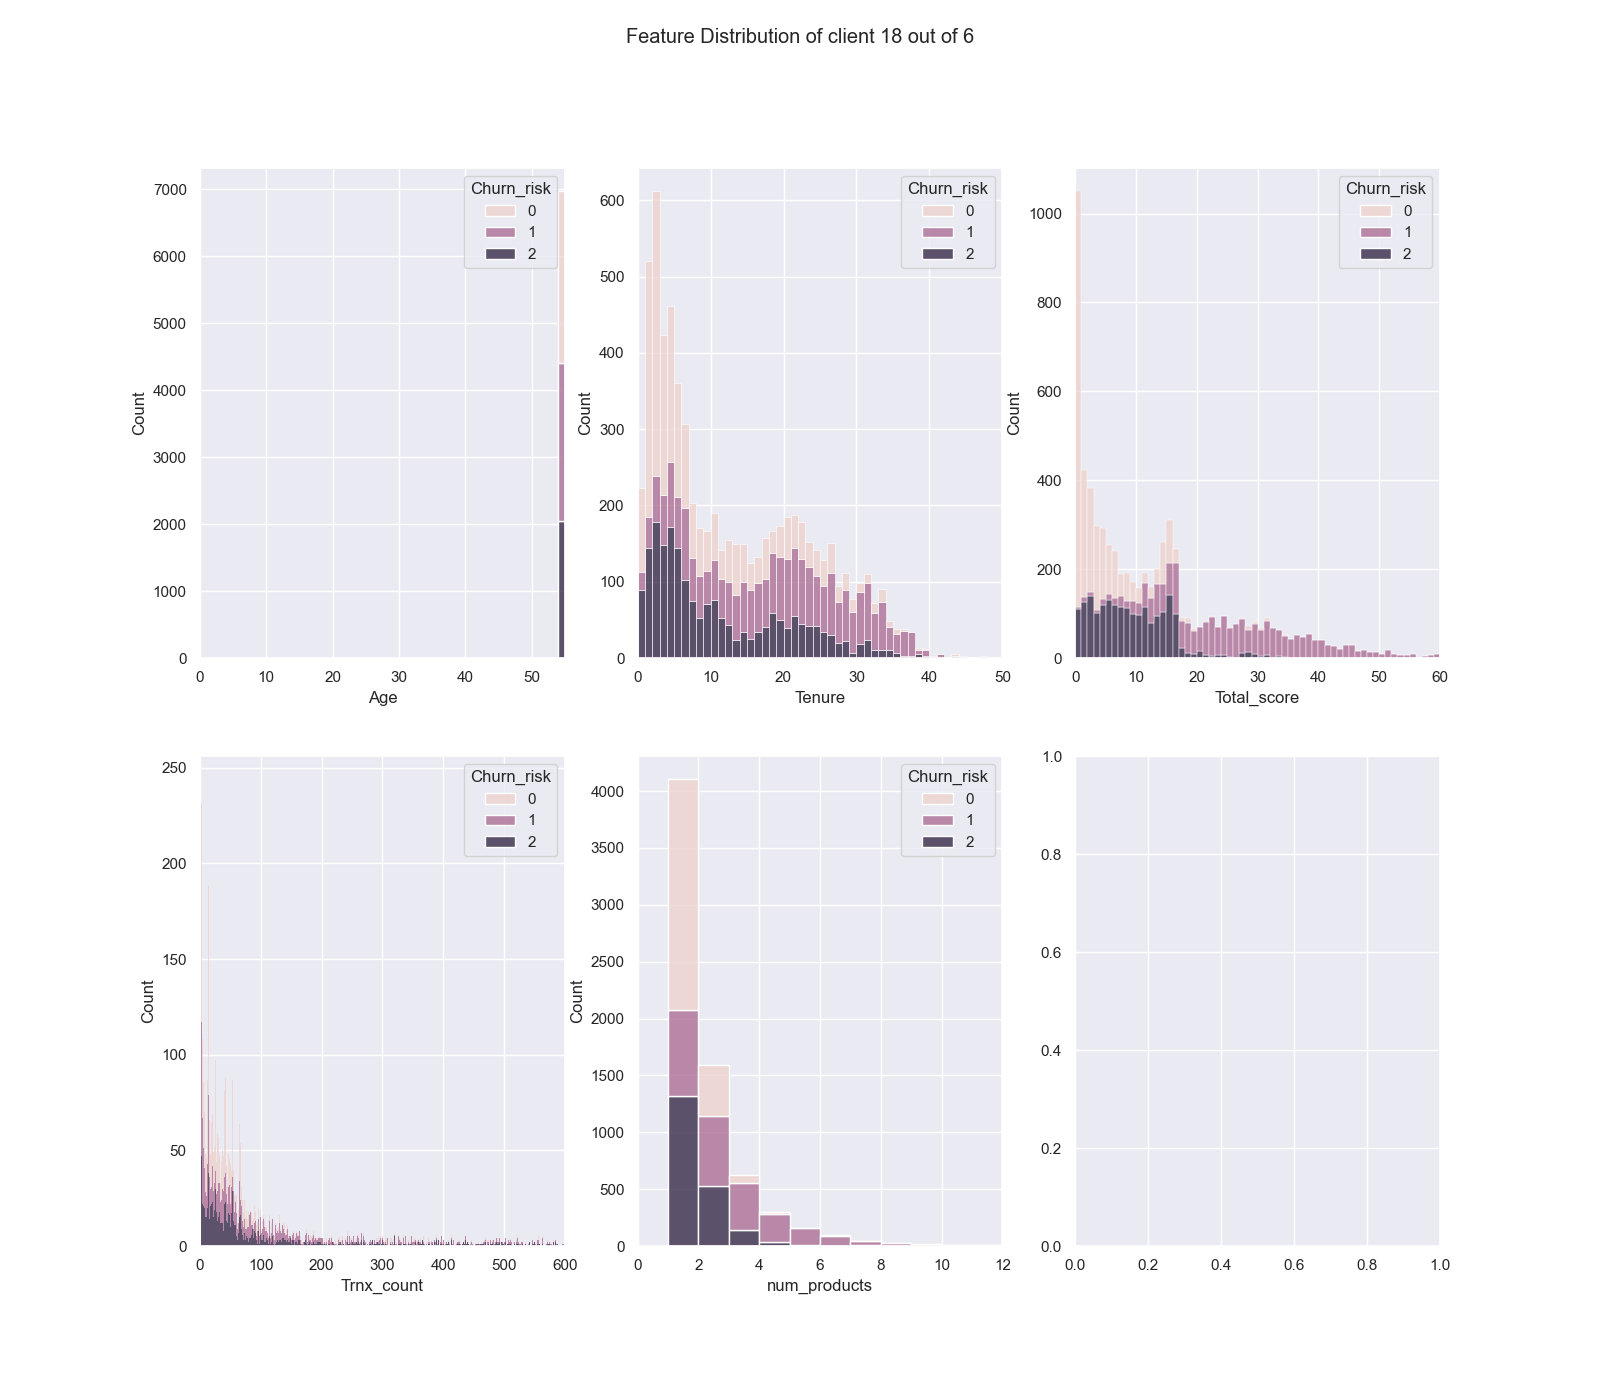 Feature Distribution of client 18 out of 6
Churn_risk
0
1
2
7000
6000
5000
4000
3000
2000
1000
0
Count
0 10 20 30 40 50
Age
Churn_risk
0
1
2
600
500
400
300
200
100
0
Count
0 10 20 30 40 50
Tenure
Churn_risk
0
1
2
1000
800
600
400
200
0
Count
0 10 20 30 40 50 60
Total_score
Churn_risk
0
1
2
250
200
150
100
50
0
Count
0 100 200 300 400 500 600
Trnx_count
Churn_risk
0
1
2
4000
3500
3000
2500
2000
1500
1000
500
0
Count
0 2 4 6 8 10 12
num_products
1.0
0.8
0.6
0.4
0.2
0.0
0.0 0.2 0.4 0.6 0.8 1.0